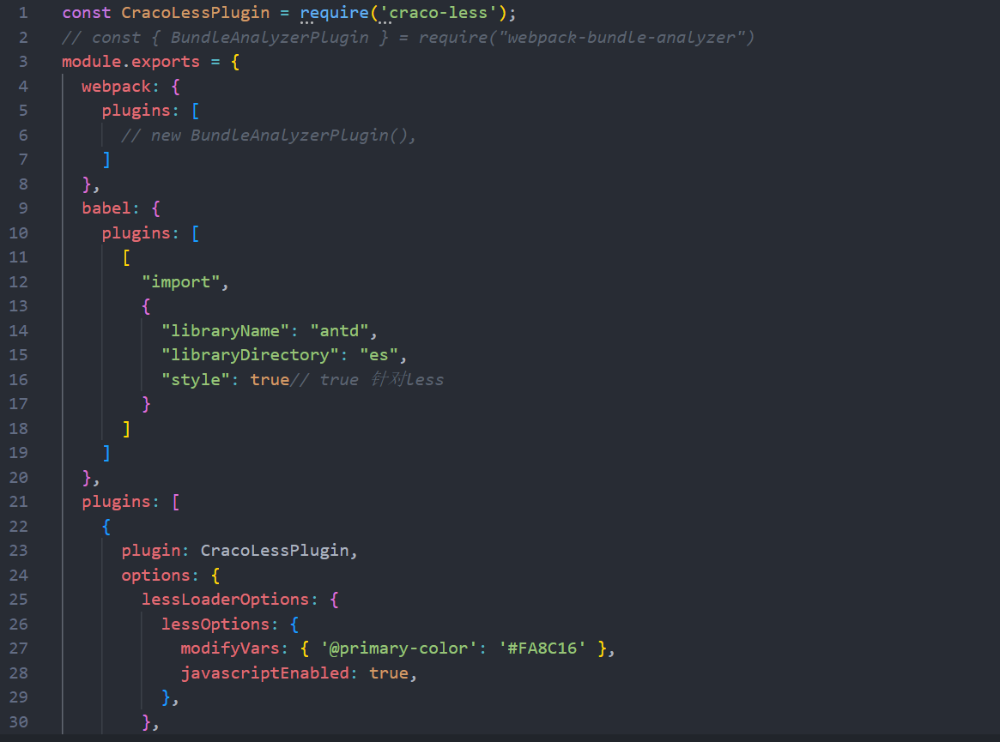 1 const CracoLessPlugin = require('craco-less');
2 // const { BundleAnalyzerPlugin } = require("webpack-bundle-analyzer")
3 module.exports = {
4   webpack: {
5     plugins: [
6       // new BundleAnalyzerPlugin(),
7     ]
8   },
9   babel: {
10     plugins: [
11       [
12         "import",
13         {
14           "libraryName": "antd",
15           "libraryDirectory": "es",
16           "style": true// true 针对less
17         }
18       ]
19     ]
20   },
21   plugins: [
22     {
23       plugin: CracoLessPlugin,
24       options: {
25         lessLoaderOptions: {
26           lessOptions: {
27             modifyVars: { '@primary-color': '#FA8C16' },
28             javascriptEnabled: true,
29           },
30         },